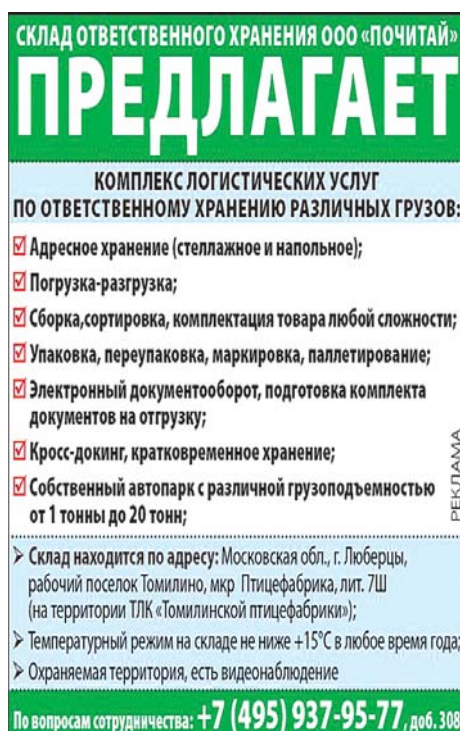 СКЛАД ОТВЕТСТВЕННОГО ХРАНЕНИЯ ООО «ПОЧИТАЙ»
ПРЕДЛАГАЕТ
КОМПЛЕКС ЛОГИСТИЧЕСКИХ УСЛУГ
ПО ОТВЕТСТВЕННОМУ ХРАНЕНИЮ РАЗЛИЧНЫХ ГРУЗОВ:
☑ Адресное хранение (стеллажное и напольное);
☑ Погрузка-разгрузка;
☑ Сборка,сортировка, комплектация товара любой сложности;
☑ Упаковка, переупаковка, маркировка, паллетирование;
☑ Электронный документооборот, подготовка комплекта
документов на отгрузку;
☑ Кросс-докинг, кратковременное хранение;
☑ Собственный автопарк с различной грузоподъемностью
от 1 тонны до 20 тонн;
РЕКЛАМА
➢ Склад находится по адресу: Московская обл., г. Люберцы,
рабочий поселок Томилино, мкр Птицефабрика, лит. 7Ш
(на территории ТЛК «Томилинской птицефабрики»);
➢ Температурный режим на складе не ниже +15°С в любое время года;
➢ Охраняемая территория, есть видеонаблюдение
По вопросам сотрудничества: +7 (495) 937-95-77, доб. 308